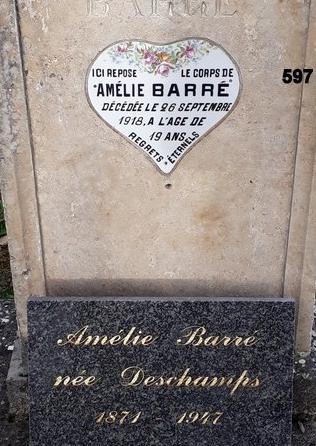 BARRÉ
ICI REPOSE LE CORPS DE
"AMÉLIE BARRÉ"
DÉCÉDÉE LE 26 SEPTEMBRE
1918, A L'AGE DE
19 ANS
REGRETS ÉTERNELS
597
Amélie Barré
née Deschamps
1871 - 1947